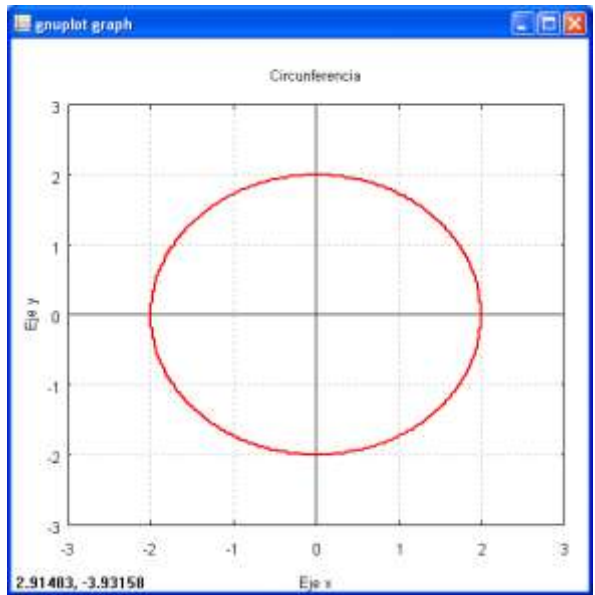 gnuplot graph
Circunferencia
3
2
1
0
-1
-2
-3
Eje y
-3 -2 -1 0 1 2 3
2.91483, -3.93158 Eje x